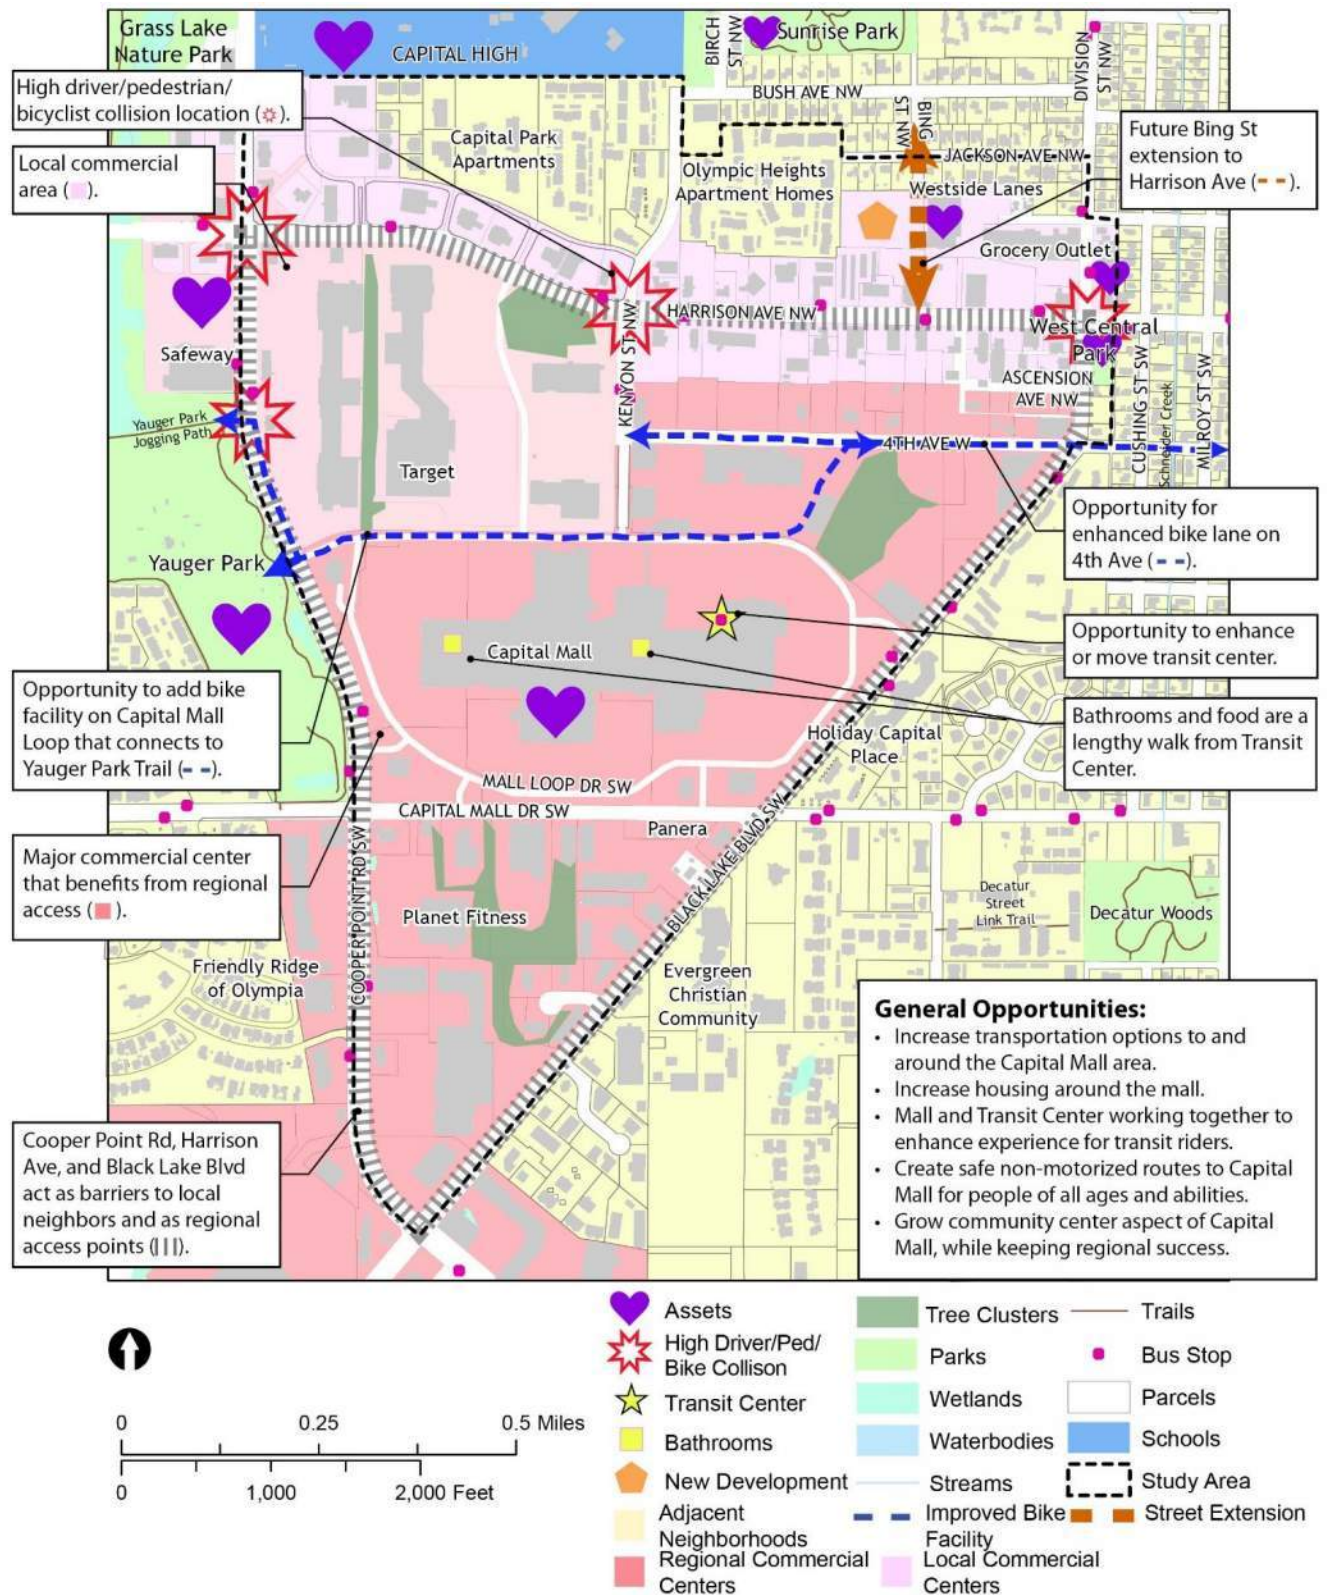 Grass Lake
Nature Park
CAPITAL HIGH
BIRCH
ST NW
Sunrise Park
DIVISION
ST NW
BUSH AVE NW
BING
ST NW
High driver/pedestrian/
bicyclist collision location ( ).
Capital Park
Apartments
Future Bing St
extension to
Harrison Ave ( ).
Local commercial
area ( ).
Olympic Heights
Apartment Homes
JACKSON AVE NW
Westside Lanes
Grocery Outlet
HARRISON AVE NW
West Central
Park
KENYON ST NW
Safeway
ASCENSION
AVE NW
CUSHING ST SW
Schneider Creek
MILROY ST SW
Yauger Park
Jogging Path
4TH AVE W
Target
Opportunity for
enhanced bike lane on
4th Ave ( ).
Yauger Park
Opportunity to enhance
or move transit center.
Capital Mall
Opportunity to add bike
facility on Capital Mall
Loop that connects to
Yauger Park Trail ( ).
Bathrooms and food are a
lengthy walk from Transit
Center.
Holiday Capital
Place
MALL LOOP DR SW
CAPITAL MALL DR SW
Panera
BLACK LAKE BLVD SW
Major commercial center
that benefits from regional
access ( ).
COOPER POINT RD SW
Planet Fitness
Decatur
Street
Link Trail
Decatur Woods
Friendly Ridge
of Olympia
Evergreen
Christian
Community
General Opportunities:
• Increase transportation options to and
around the Capital Mall area.
• Increase housing around the mall.
• Mall and Transit Center working together to
enhance experience for transit riders.
• Create safe non-motorized routes to Capital
Mall for people of all ages and abilities.
• Grow community center aspect of Capital
Mall, while keeping regional success.
Cooper Point Rd, Harrison
Ave, and Black Lake Blvd
act as barriers to local
neighbors and as regional
access points ( ).
0 0.25 0.5 Miles
0 1,000 2,000 Feet
Assets
High Driver/Ped/
Bike Collison
Transit Center
Bathrooms
New Development
Adjacent
Neighborhoods
Regional Commercial
Centers
Tree Clusters
Parks
Wetlands
Waterbodies
Streams
Improved Bike
Facility
Local Commercial
Centers
Trails
Bus Stop
Parcels
Schools
Study Area
Street Extension